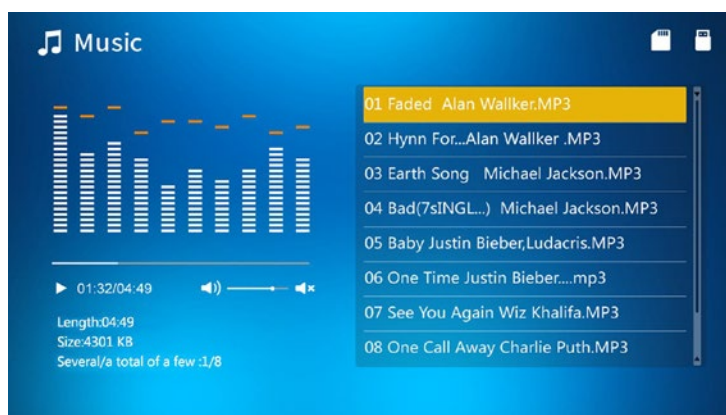 Music
01:32/04:49
Length:04:49
Size:4301 KB
Several/a total of a few :1/8
01 Faded  Alan Wallker.MP3
02 Hynn For...Alan Wallker .MP3
03 Earth Song   Michael Jackson.MP3
04 Bad(7sINGL...)  Michael Jackson.MP3
05 Baby Justin Bieber,Ludacris.MP3
06 One Time Justin Bieber....mp3
07 See You Again Wiz Khalifa.MP3
08 One Call Away Charlie Puth.MP3